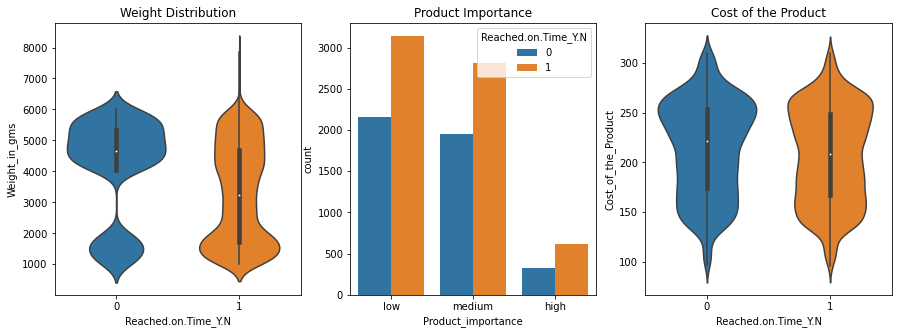 Weight Distribution
8000
7000
6000
5000
4000
3000
2000
1000
Weight_in_gms
0 1
Reached.on.Time_Y.N
Product Importance
Reached.on.Time_Y.N
0
1
3000
2500
2000
1500
1000
500
0
count
low medium high
Product_importance
Cost of the Product
300
250
200
150
100
Cost_of_the_Product
0 1
Reached.on.Time_Y.N